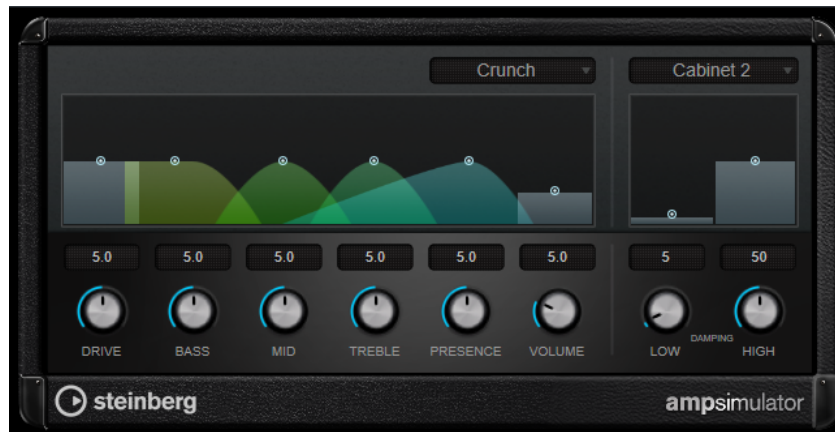 Crunch Cabinet 2
5.0 5.0 5.0 5.0 5.0 5.0 5 50
DRIVE BASS MID TREBLE PRESENCE VOLUME LOW DAMPING HIGH
steinberg ampsimulator